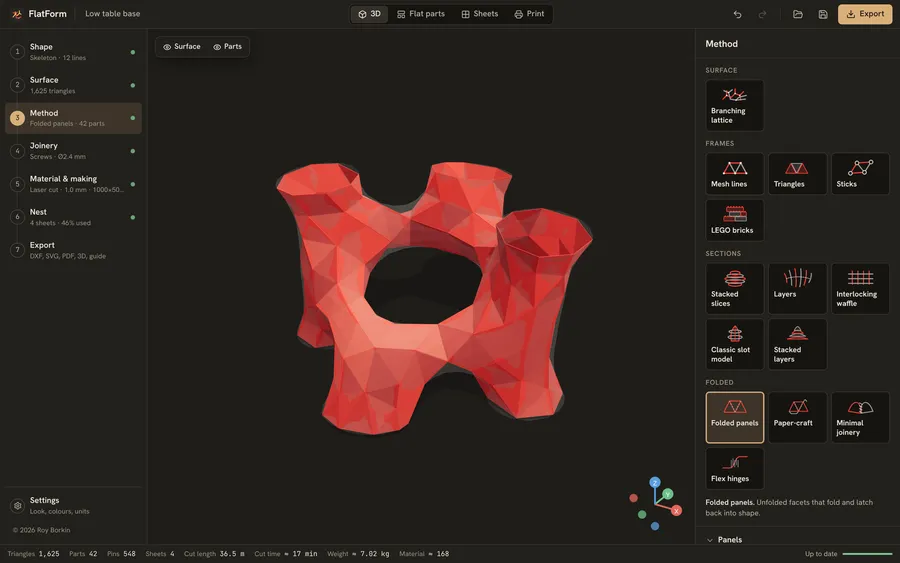 FlatForm
Low table base
3D
Flat parts
Sheets
Print
Export
1
Shape
Skeleton · 12 lines
2
Surface
1,625 triangles
3
Method
Folded panels · 42 parts
4
Joinery
Screws · Ø2.4 mm
5
Material & making
Laser cut · 1.0 mm · 1000×50...
6
Nest
4 sheets · 46% used
7
Export
DXF, SVG, PDF, 3D, guide
Settings
Look, colours, units
© 2026 Roy Borkin
Surface
Parts
Z
Y
X
Method
SURFACE
Branching
lattice
FRAMES
Mesh lines
Triangles
Sticks
LEGO bricks
SECTIONS
Stacked
slices
Layers
Interlocking
waffle
Classic slot
model
Stacked
layers
FOLDED
Folded panels
Paper-craft
Minimal
joinery
Flex hinges
Folded panels. Unfolded facets that fold and latch
back into shape.
Panels
Triangles 1,625 Parts 42 Pins 548 Sheets 4 Cut length 36.5 m Cut time ≈ 17 min Weight ≈ 7.02 kg Material ≈ 168
Up to date